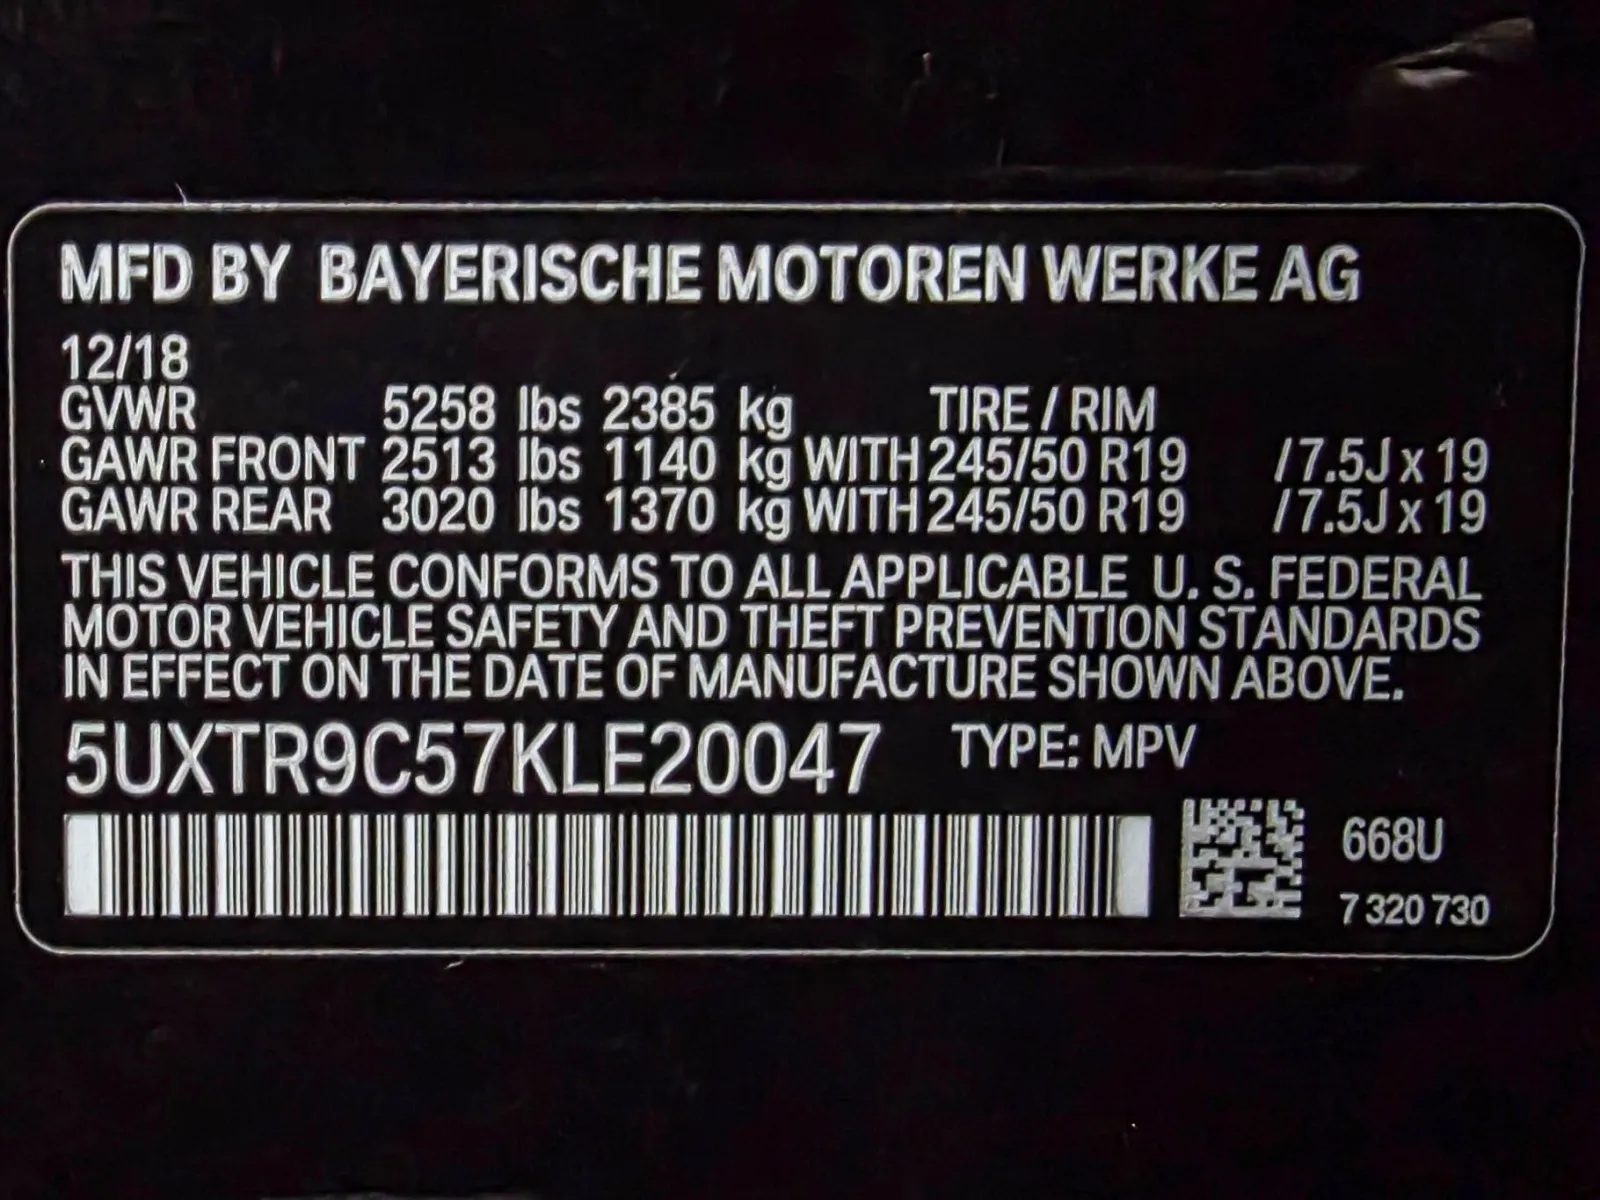 MFD BY BAYERISCHE MOTOREN WERKE AG
12/18
GVWR 5258 lbs 2385 kg TIRE / RIM
GAWR FRONT 2513 lbs 1140 kg WITH 245/50 R19 /7.5J x 19
GAWR REAR 3020 lbs 1370 kg WITH 245/50 R19 /7.5J x 19
THIS VEHICLE CONFORMS TO ALL APPLICABLE U. S. FEDERAL
MOTOR VEHICLE SAFETY AND THEFT PREVENTION STANDARDS
IN EFFECT ON THE DATE OF MANUFACTURE SHOWN ABOVE.
5UXTR9C57KLE20047 TYPE: MPV
668U
7 320 730